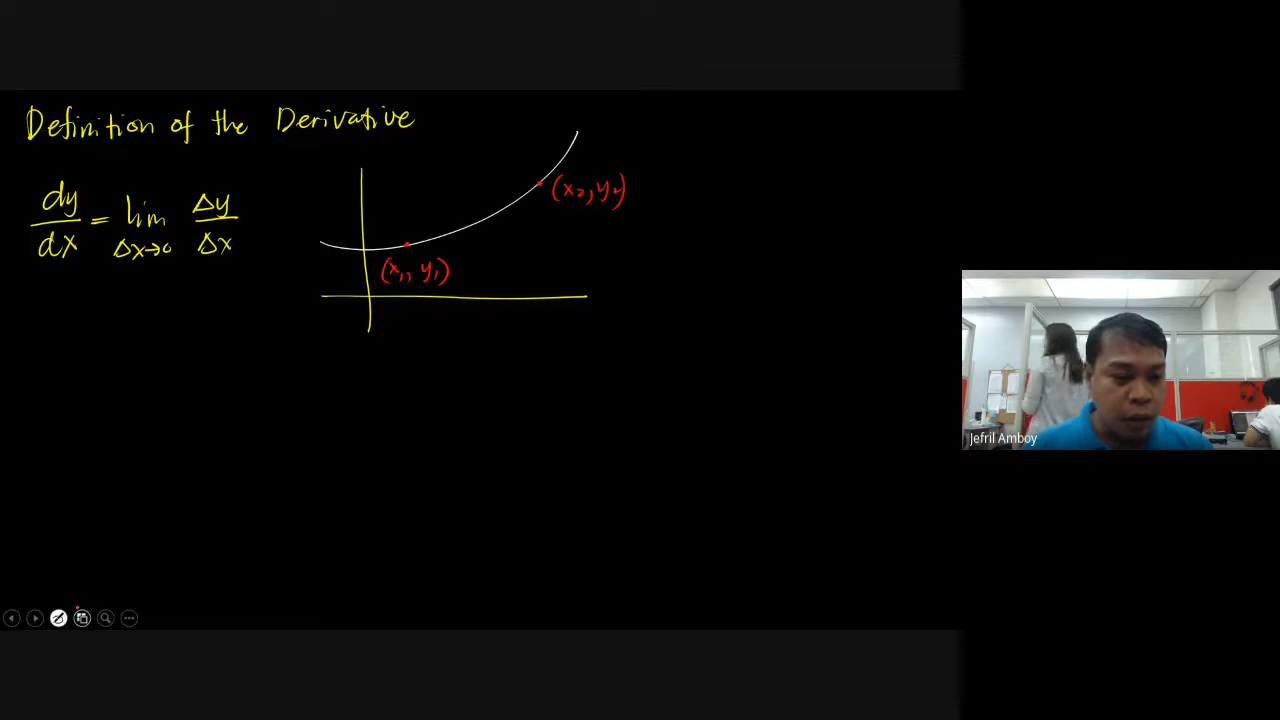 Definition of the Derivative
dy/dx = lim Δx→0 Δy/Δx
(x₂, y₂)
(x₁, y₁)
Jefril Amboy